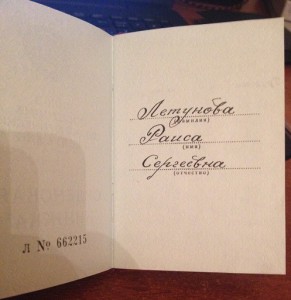 Летунова
(фамилия)
Раиса
(имя)
Сергеевна
(отчество)
Л № 662215